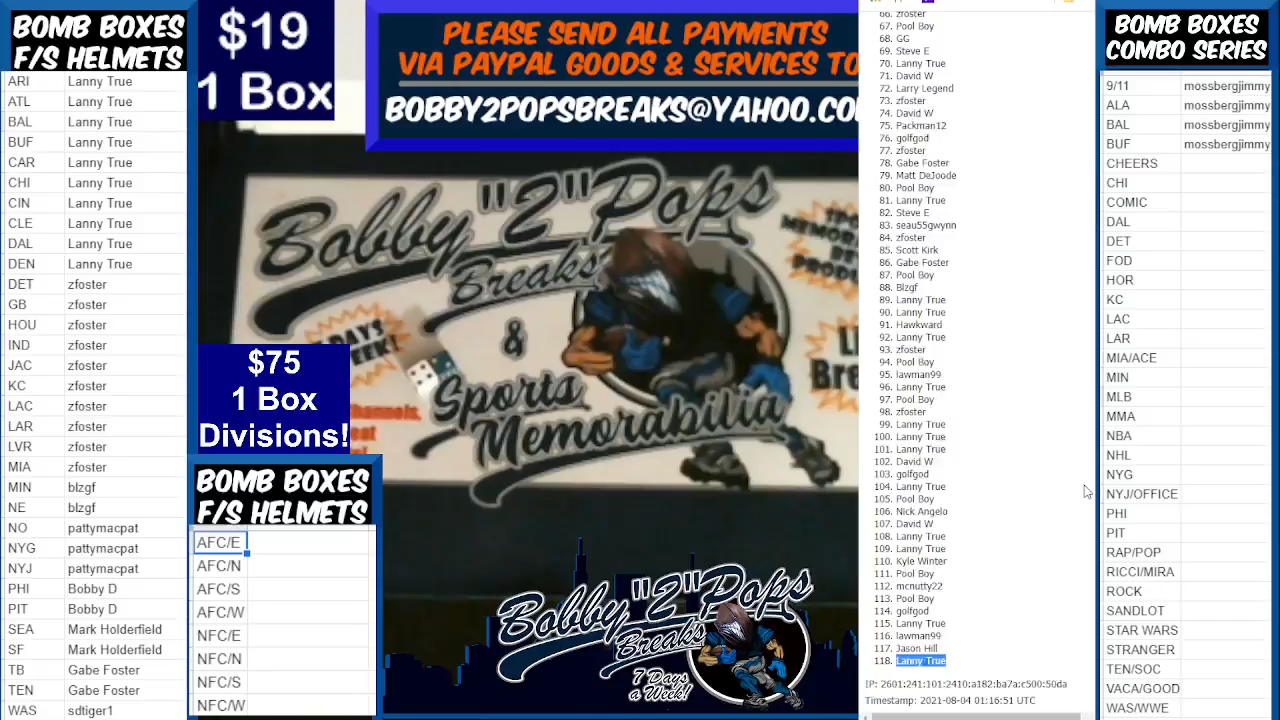 BOMB BOXES
F/S HELMETS
ARI Lanny True
ATL Lanny True
BAL Lanny True
BUF Lanny True
CAR Lanny True
CHI Lanny True
CIN Lanny True
CLE Lanny True
DAL Lanny True
DEN Lanny True
DET zfoster
GB zfoster
HOU zfoster
IND zfoster
JAC zfoster
KC zfoster
LAC zfoster
LAR zfoster
LVR zfoster
MIA zfoster
MIN blzgf
NE blzgf
NO pattymacpat
NYG pattymacpat
NYJ pattymacpat
PHI Bobby D
PIT Bobby D
SEA Mark Holderfield
SF Mark Holderfield
TB Gabe Foster
TEN Gabe Foster
WAS sdtiger1
$19
1 Box
$75
1 Box
Divisions!
BOMB BOXES
F/S HELMETS
AFC/E
AFC/N
AFC/S
AFC/W
NFC/E
NFC/N
NFC/S
NFC/W
PLEASE SEND ALL PAYMENTS
VIA PAYPAL GOODS & SERVICES TO
BOBBY2POPSBREAKS@YAHOO.CO
Bobby "2" Pops
Breaks
&
Sports
Memorabilia
Bobby "2" Pops
Breaks
7 Days
a Week!
66. zfoster
67. Pool Boy
68. GG
69. Steve E
70. Lanny True
71. David W
72. Larry Legend
73. zfoster
74. David W
75. Packman12
76. golfgod
77. zfoster
78. Gabe Foster
79. Matt DeJoode
80. Pool Boy
81. Lanny True
82. Steve E
83. seau55gwynn
84. zfoster
85. Scott Kirk
86. Gabe Foster
87. Pool Boy
88. Blzgf
89. Lanny True
90. Lanny True
91. Hawkward
92. Lanny True
93. zfoster
94. Pool Boy
95. lawman99
96. Lanny True
97. Pool Boy
98. zfoster
99. Lanny True
100. Lanny True
101. Lanny True
102. David W
103. golfgod
104. Lanny True
105. Pool Boy
106. Nick Angelo
107. David W
108. Lanny True
109. Lanny True
110. Kyle Winter
111. Pool Boy
112. mcnutty22
113. Pool Boy
114. golfgod
115. Lanny True
116. lawman99
117. Jason Hill
118. Lanny True
IP: 2601:241:101:2410:a182:ba7a:c500:50da
Timestamp: 2021-08-04 01:16:51 UTC
BOMB BOXES
COMBO SERIES
9/11 mossbergjimmy
ALA mossbergjimmy
BAL mossbergjimmy
BUF mossbergjimmy
CHEERS
CHI
COMIC
DAL
DET
FOD
HOR
KC
LAC
LAR
MIA/ACE
MIN
MLB
MMA
NBA
NHL
NYG
NYJ/OFFICE
PHI
PIT
RAP/POP
RICCI/MIRA
ROCK
SANDLOT
STAR WARS
STRANGER
TEN/SOC
VACA/GOOD
WAS/WWE